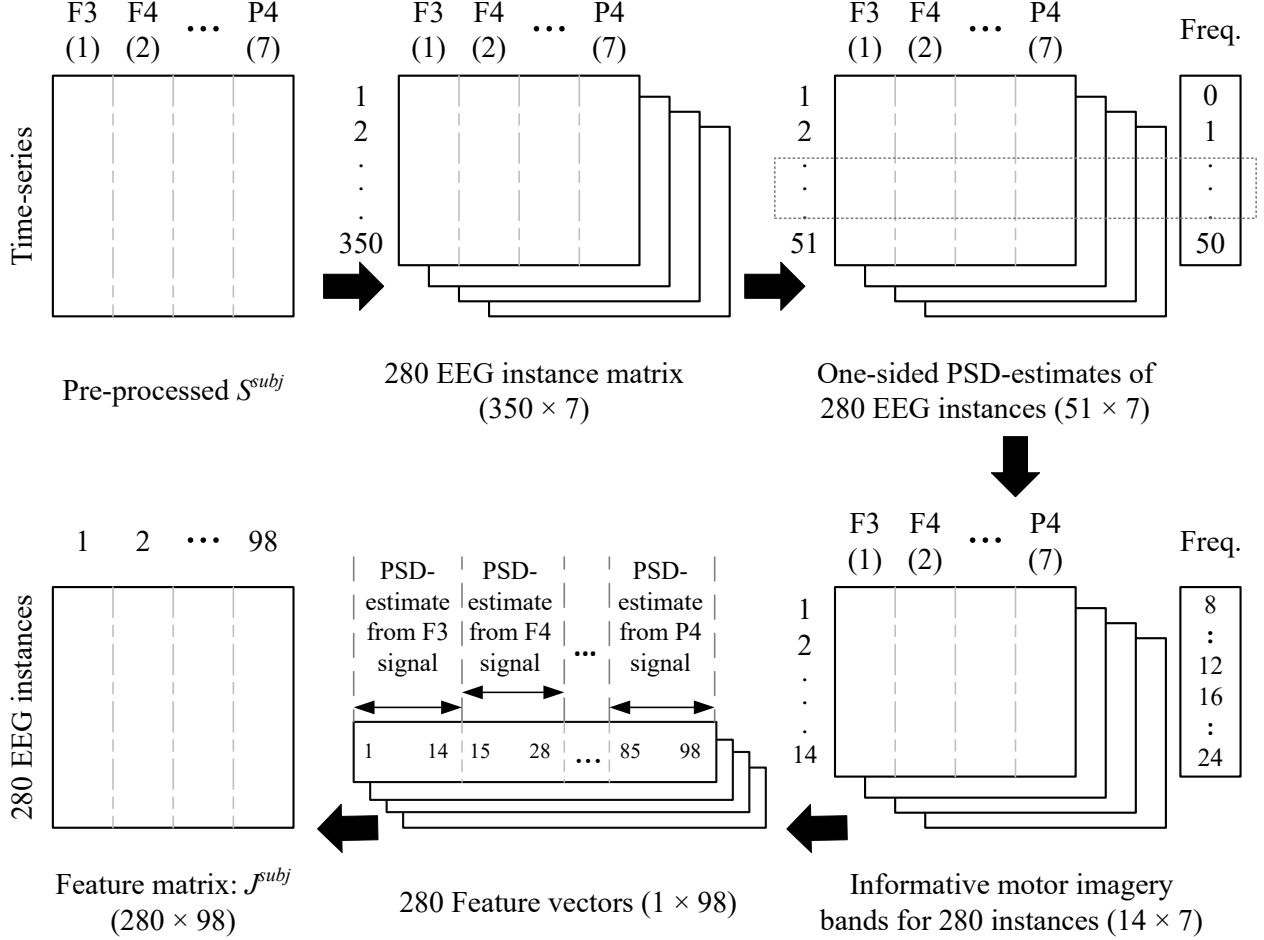 F3 F4 ... P4
(1) (2) (7)
Time-series
Pre-processed S^subj
F3 F4 ... P4
(1) (2) (7)
1
2
.
.
.
350
280 EEG instance matrix
(350 × 7)
F3 F4 ... P4
(1) (2) (7)
Freq.
1
2
.
.
.
51
0
1
.
.
.
50
One-sided PSD-estimates of
280 EEG instances (51 × 7)
F3 F4 ... P4
(1) (2) (7)
Freq.
1
2
.
.
.
14
8
:
12
16
:
24
Informative motor imagery
bands for 280 instances (14 × 7)
PSD-
estimate
from F3
signal
PSD-
estimate
from F4
signal
...
PSD-
estimate
from P4
signal
1 14 15 28 ... 85 98
280 Feature vectors (1 × 98)
1 2 ... 98
280 EEG instances
Feature matrix: J^subj
(280 × 98)